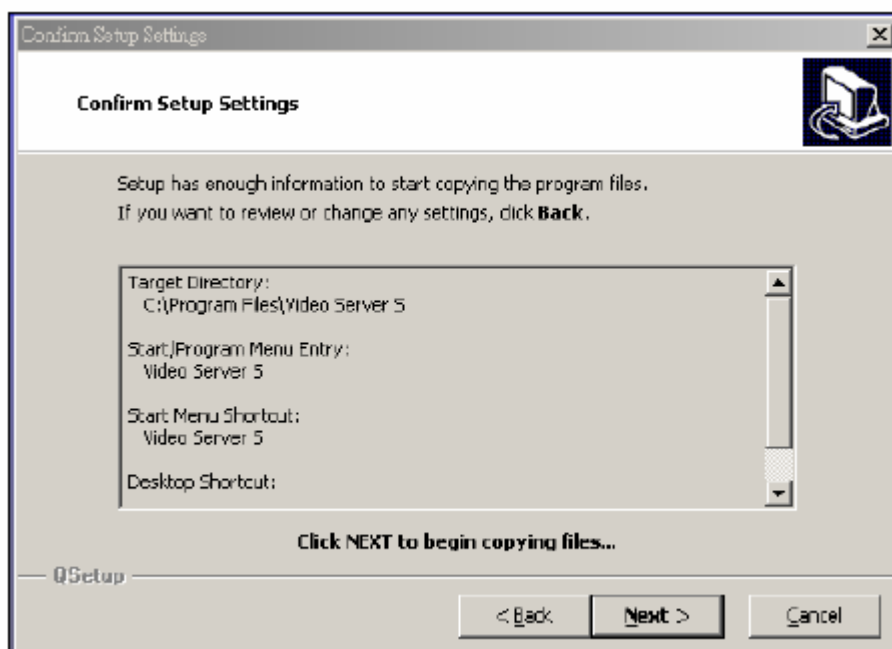 Confirm Setup Settings
Confirm Setup Settings
Setup has enough information to start copying the program files.
If you want to review or change any settings, click Back.
Target Directory:
C:\Program Files\Video Server 5
Start/Program Menu Entry:
Video Server 5
Start Menu Shortcut:
Video Server 5
Desktop Shortcut:
Click NEXT to begin copying files...
QSetup
< Back
Next >
Cancel